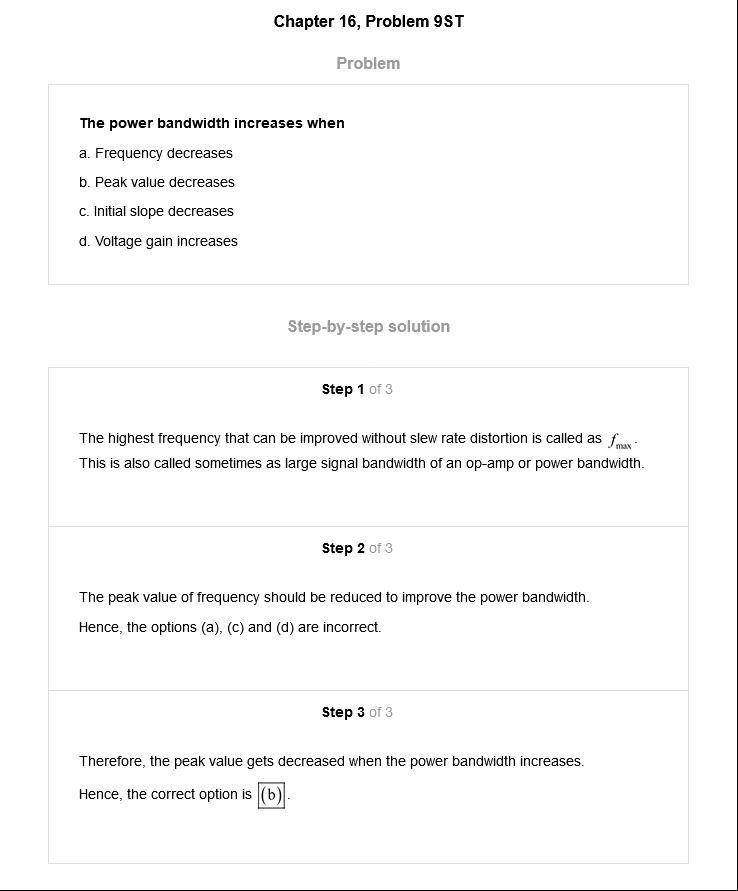 Chapter 16, Problem 9ST
Problem
The power bandwidth increases when
a. Frequency decreases
b. Peak value decreases
c. Initial slope decreases
d. Voltage gain increases
Step-by-step solution
Step 1 of 3
The highest frequency that can be improved without slew rate distortion is called as f_max.
This is also called sometimes as large signal bandwidth of an op-amp or power bandwidth.
Step 2 of 3
The peak value of frequency should be reduced to improve the power bandwidth.
Hence, the options (a), (c) and (d) are incorrect.
Step 3 of 3
Therefore, the peak value gets decreased when the power bandwidth increases.
Hence, the correct option is (b).